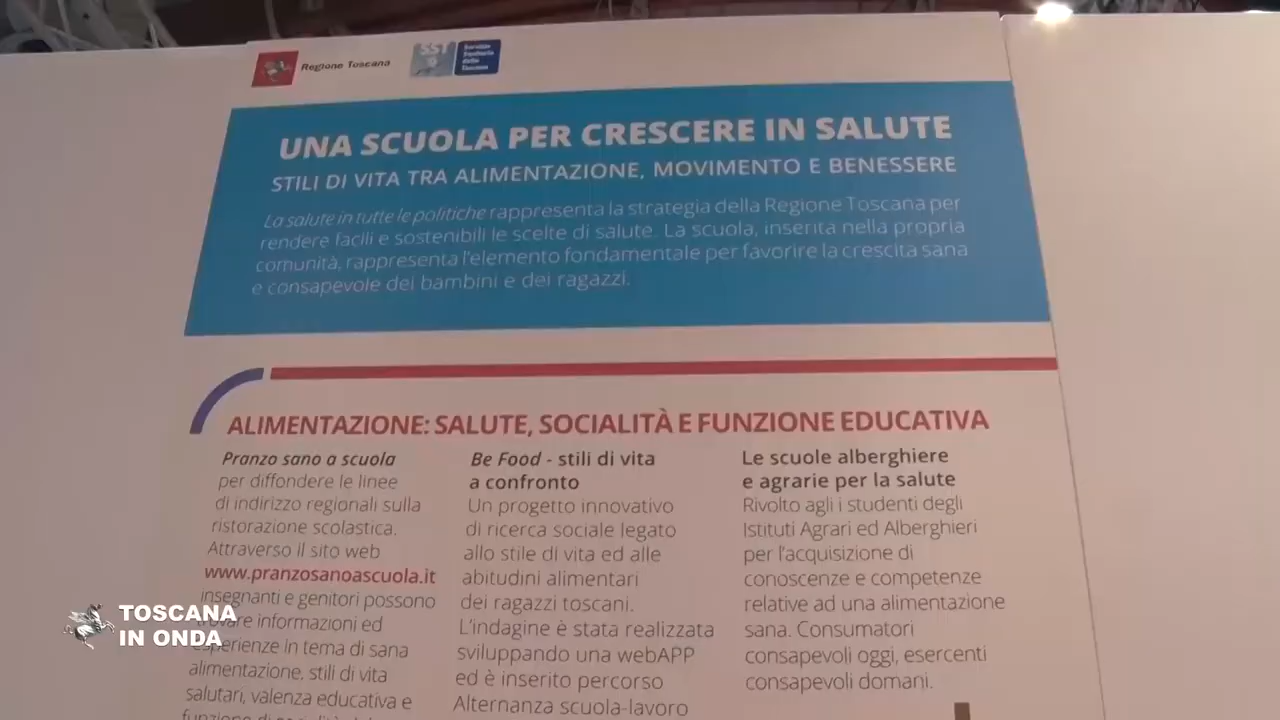 Regione Toscana
SST
Servizio
Sanitario
della
Toscana
UNA SCUOLA PER CRESCERE IN SALUTE
STILI DI VITA TRA ALIMENTAZIONE, MOVIMENTO E BENESSERE
La salute in tutte le politiche rappresenta la strategia della Regione Toscana per
rendere facili e sostenibili le scelte di salute. La scuola, inserita nella propria
comunità, rappresenta l'elemento fondamentale per favorire la crescita sana
e consapevole dei bambini e dei ragazzi.
ALIMENTAZIONE: SALUTE, SOCIALITÀ E FUNZIONE EDUCATIVA
Pranzo sano a scuola
per diffondere le linee
di indirizzo regionali sulla
ristorazione scolastica.
Attraverso il sito web
www.pranzosanoascuola.it
insegnanti e genitori possono
trovare informazioni ed
esperienze in tema di sana
alimentazione, stili di vita
salutari, valenza educativa e
Be Food - stili di vita
a confronto
Un progetto innovativo
di ricerca sociale legato
allo stile di vita ed alle
abitudini alimentari
dei ragazzi toscani.
L'indagine è stata realizzata
sviluppando una webAPP
ed è inserito percorso
Alternanza scuola-lavoro
Le scuole alberghiere
e agrarie per la salute
Rivolto agli i studenti degli
Istituti Agrari ed Alberghieri
per l'acquisizione di
conoscenze e competenze
relative ad una alimentazione
sana. Consumatori
consapevoli oggi, esercenti
consapevoli domani.
TOSCANA
IN ONDA